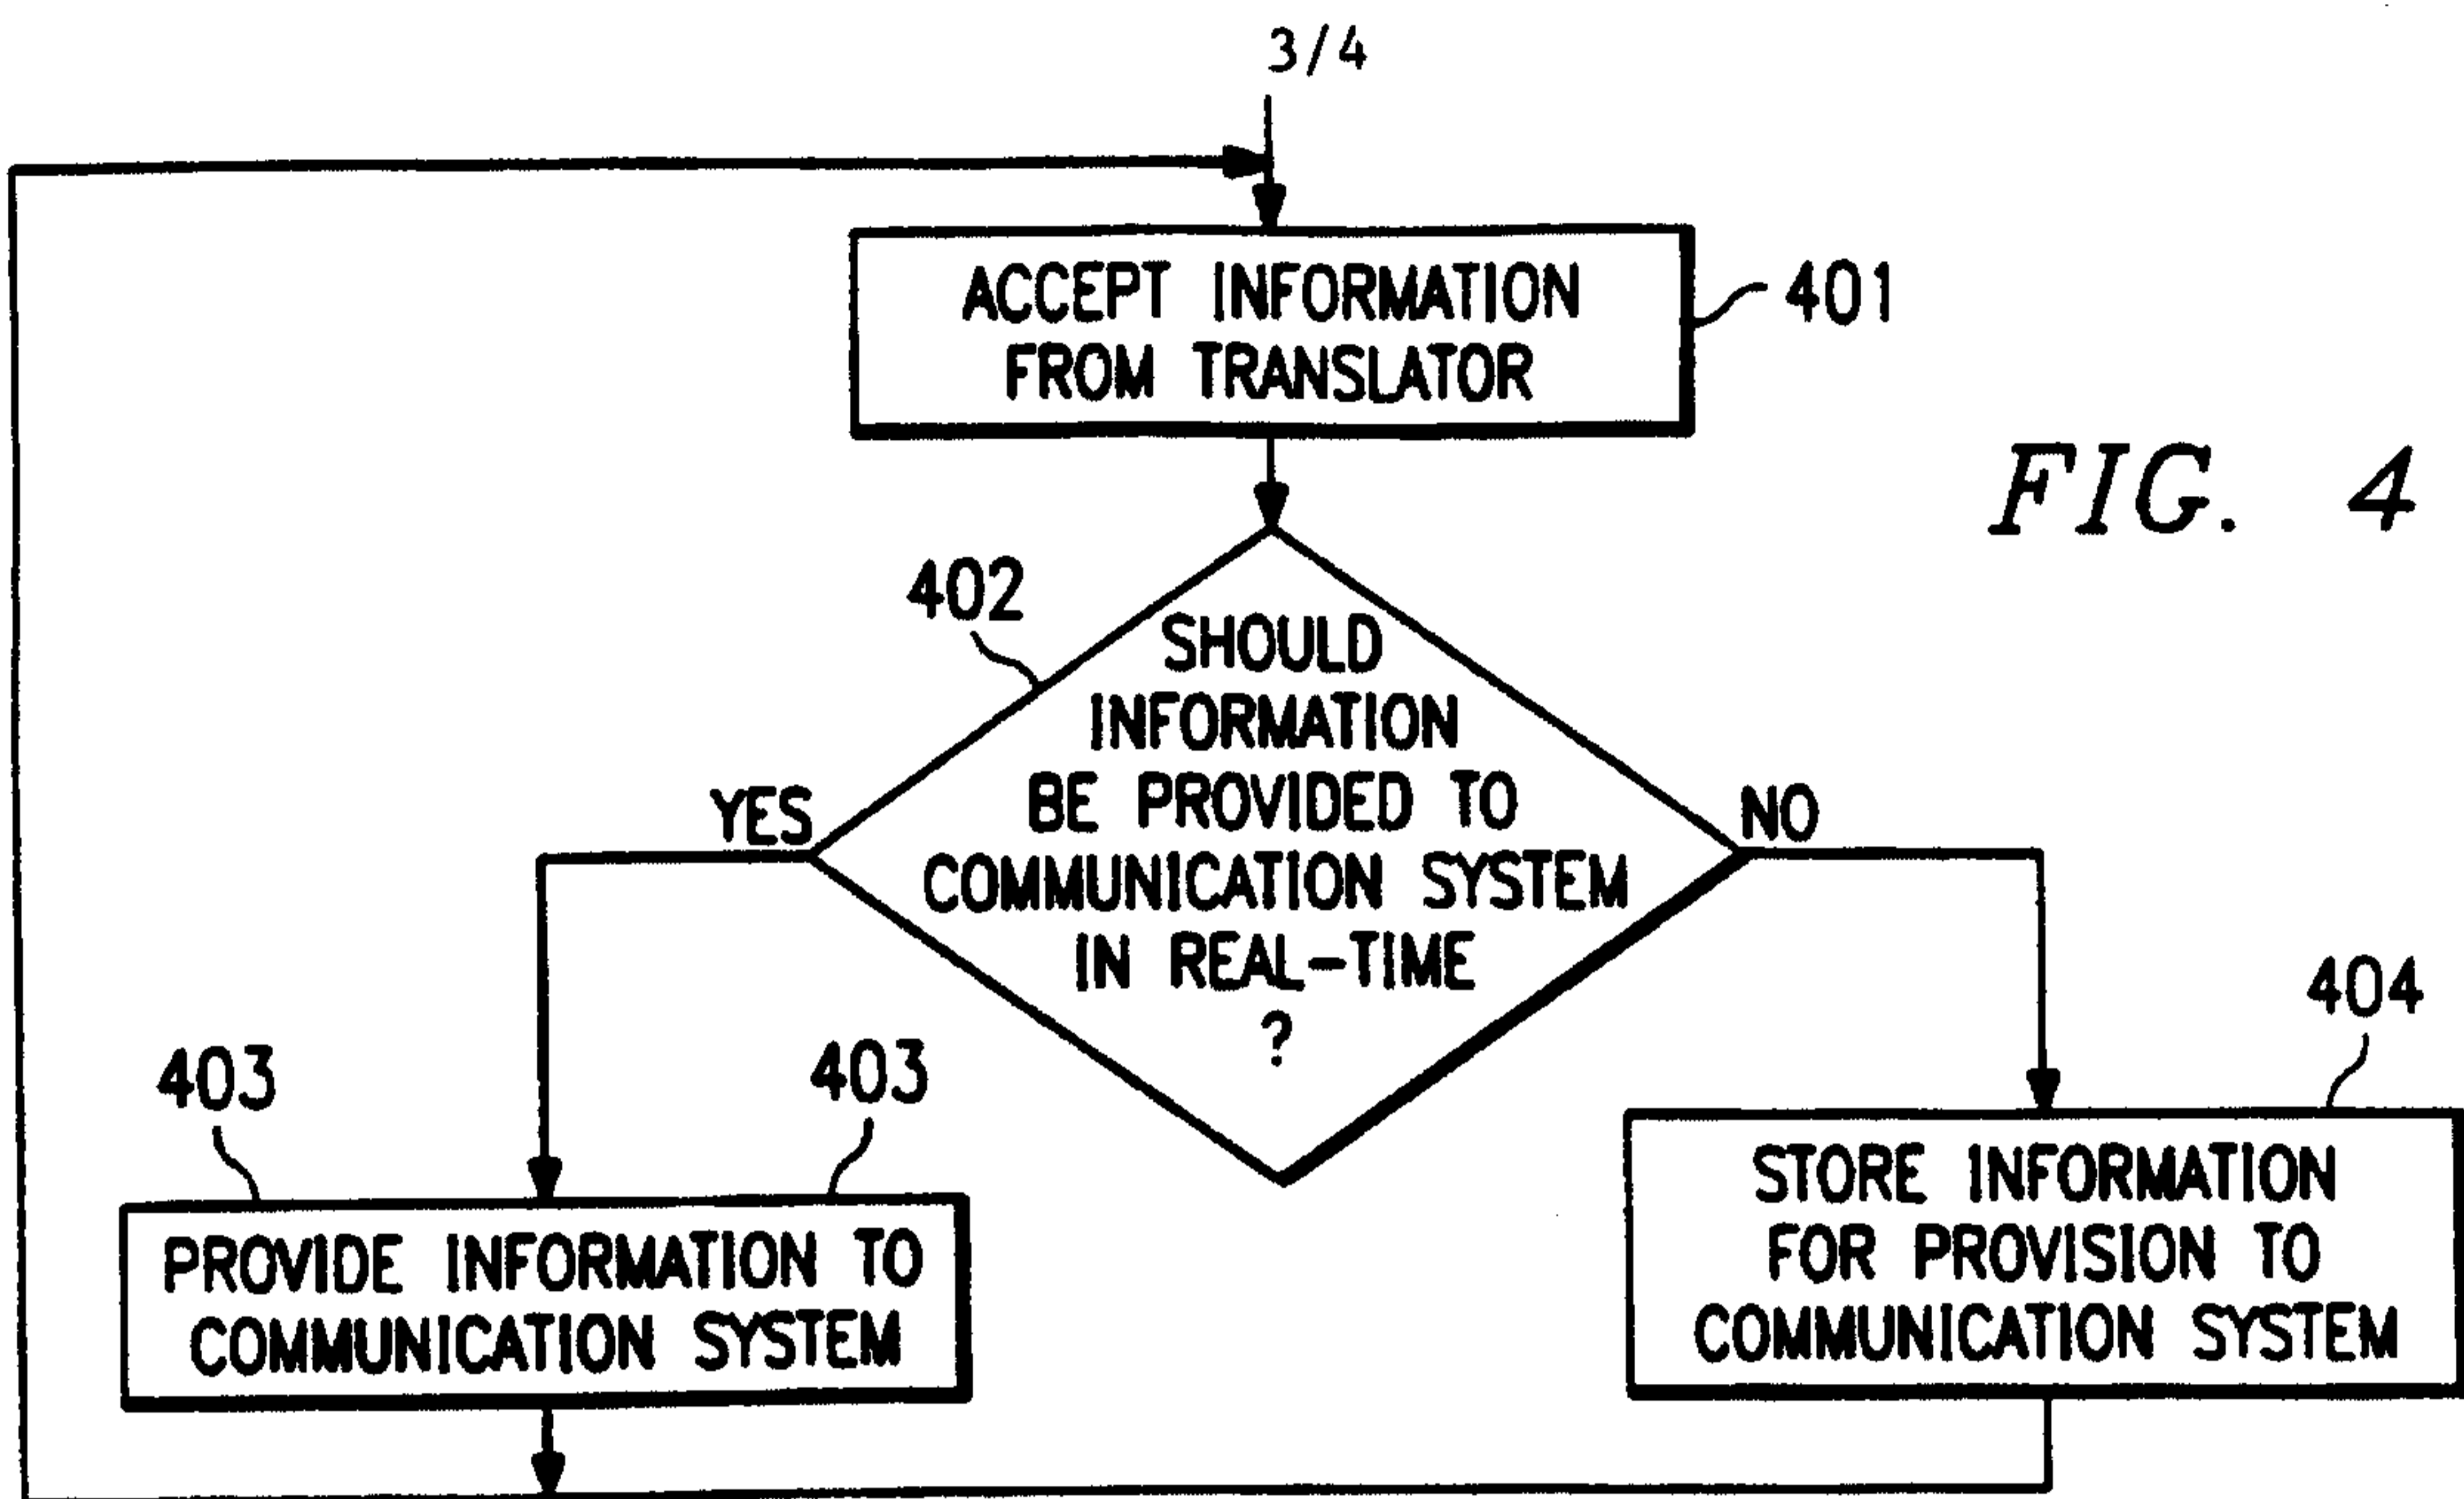 3/4
ACCEPT INFORMATION
FROM TRANSLATOR
401
FIG. 4
402
SHOULD
INFORMATION
BE PROVIDED TO
COMMUNICATION SYSTEM
IN REAL-TIME
?
YES
NO
403
403
PROVIDE INFORMATION TO
COMMUNICATION SYSTEM
404
STORE INFORMATION
FOR PROVISION TO
COMMUNICATION SYSTEM